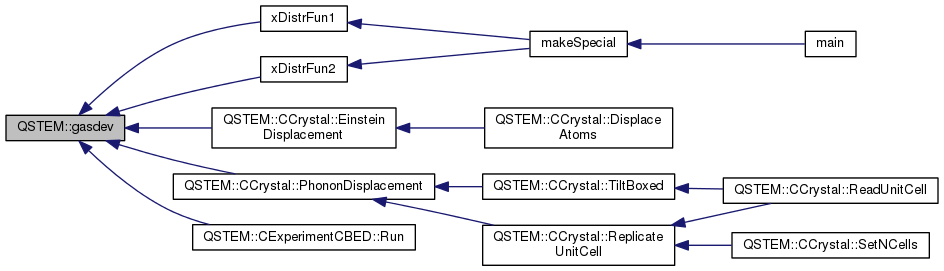 xDistrFun1
makeSpecial
main
xDistrFun2
QSTEM::gasdev
QSTEM::CCrystal::Einstein
Displacement
QSTEM::CCrystal::Displace
Atoms
QSTEM::CCrystal::PhononDisplacement
QSTEM::CCrystal::TiltBoxed
QSTEM::CCrystal::ReadUnitCell
QSTEM::CExperimentCBED::Run
QSTEM::CCrystal::Replicate
UnitCell
QSTEM::CCrystal::SetNCells